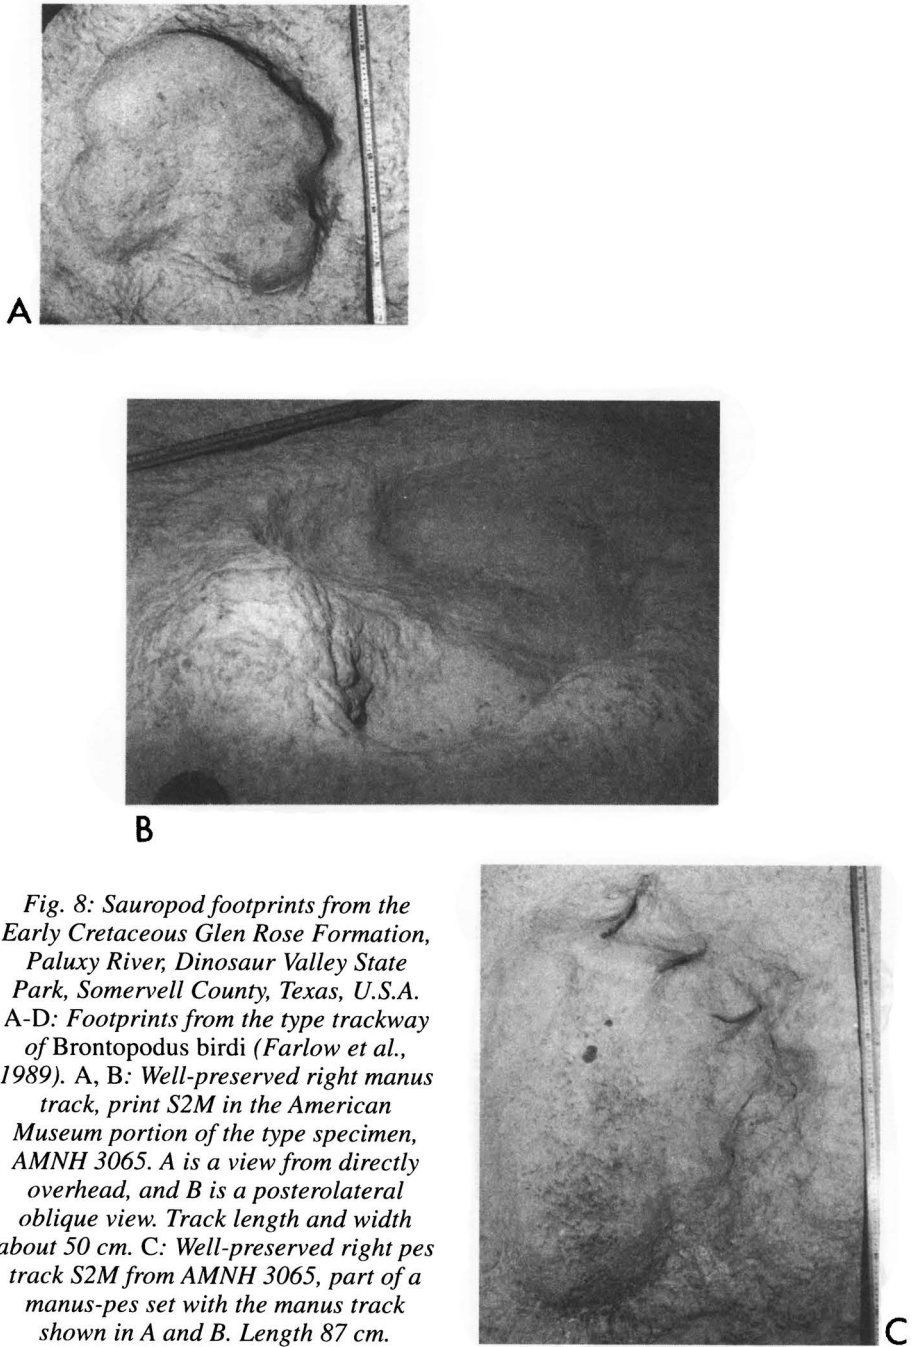 A
B
Fig. 8: Sauropod footprints from the
Early Cretaceous Glen Rose Formation,
Paluxy River, Dinosaur Valley State
Park, Somervell County, Texas, U.S.A.
A-D: Footprints from the type trackway
of Brontopodus birdi (Farlow et al.,
1989). A, B: Well-preserved right manus
track, print S2M in the American
Museum portion of the type specimen,
AMNH 3065. A is a view from directly
overhead, and B is a posterolateral
oblique view. Track length and width
about 50 cm. C: Well-preserved right pes
track S2M from AMNH 3065, part of a
manus-pes set with the manus track
shown in A and B. Length 87 cm.
C